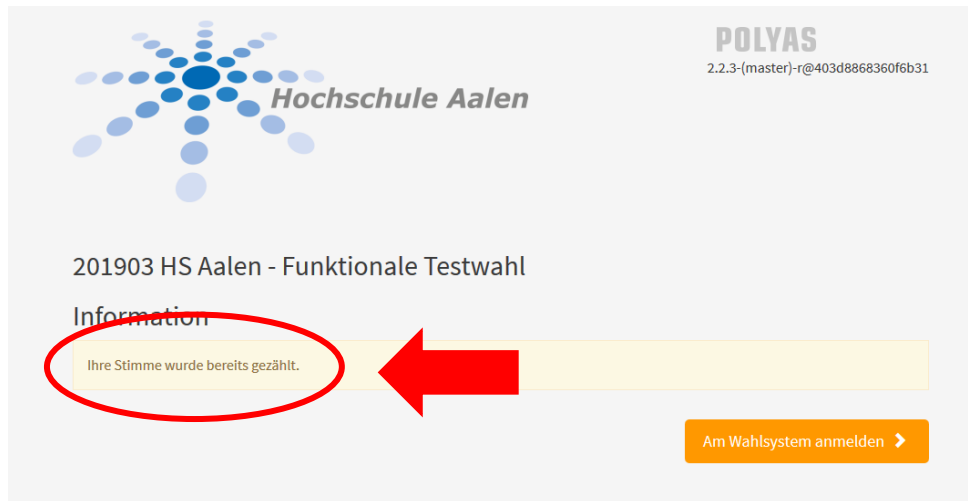 POLYAS
2.2.3-(master)-r@403d8868360f6b31
Hochschule Aalen
201903 HS Aalen - Funktionale Testwahl
Information
Ihre Stimme wurde bereits gezählt.
Am Wahlsystem anmelden